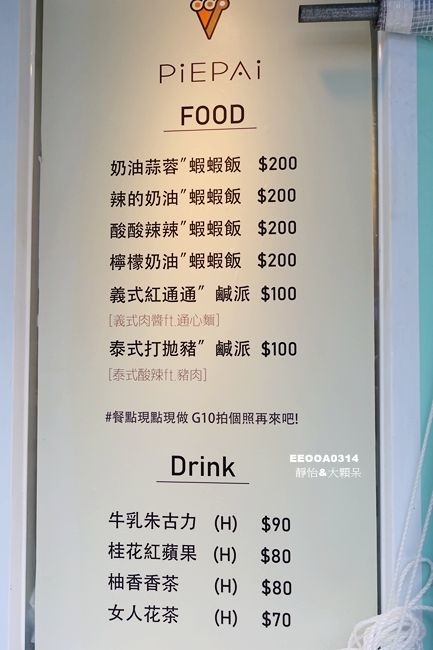 PiEPAi
FOOD
奶油蒜蓉"蝦蝦飯 $200
辣的奶油"蝦蝦飯 $200
酸酸辣辣"蝦蝦飯 $200
檸檬奶油"蝦蝦飯 $200
義式紅通通" 鹹派 $100
[義式肉醬ft.通心麵]
泰式打拋豬" 鹹派 $100
[泰式酸辣ft.豬肉]
#餐點現點現做 G10拍個照再來吧!
EEOOA0314
靜怡&大顆呆
Drink
牛乳朱古力 (H) $90
桂花紅蘋果 (H) $80
柚香香茶 (H) $80
女人花茶 (H) $70